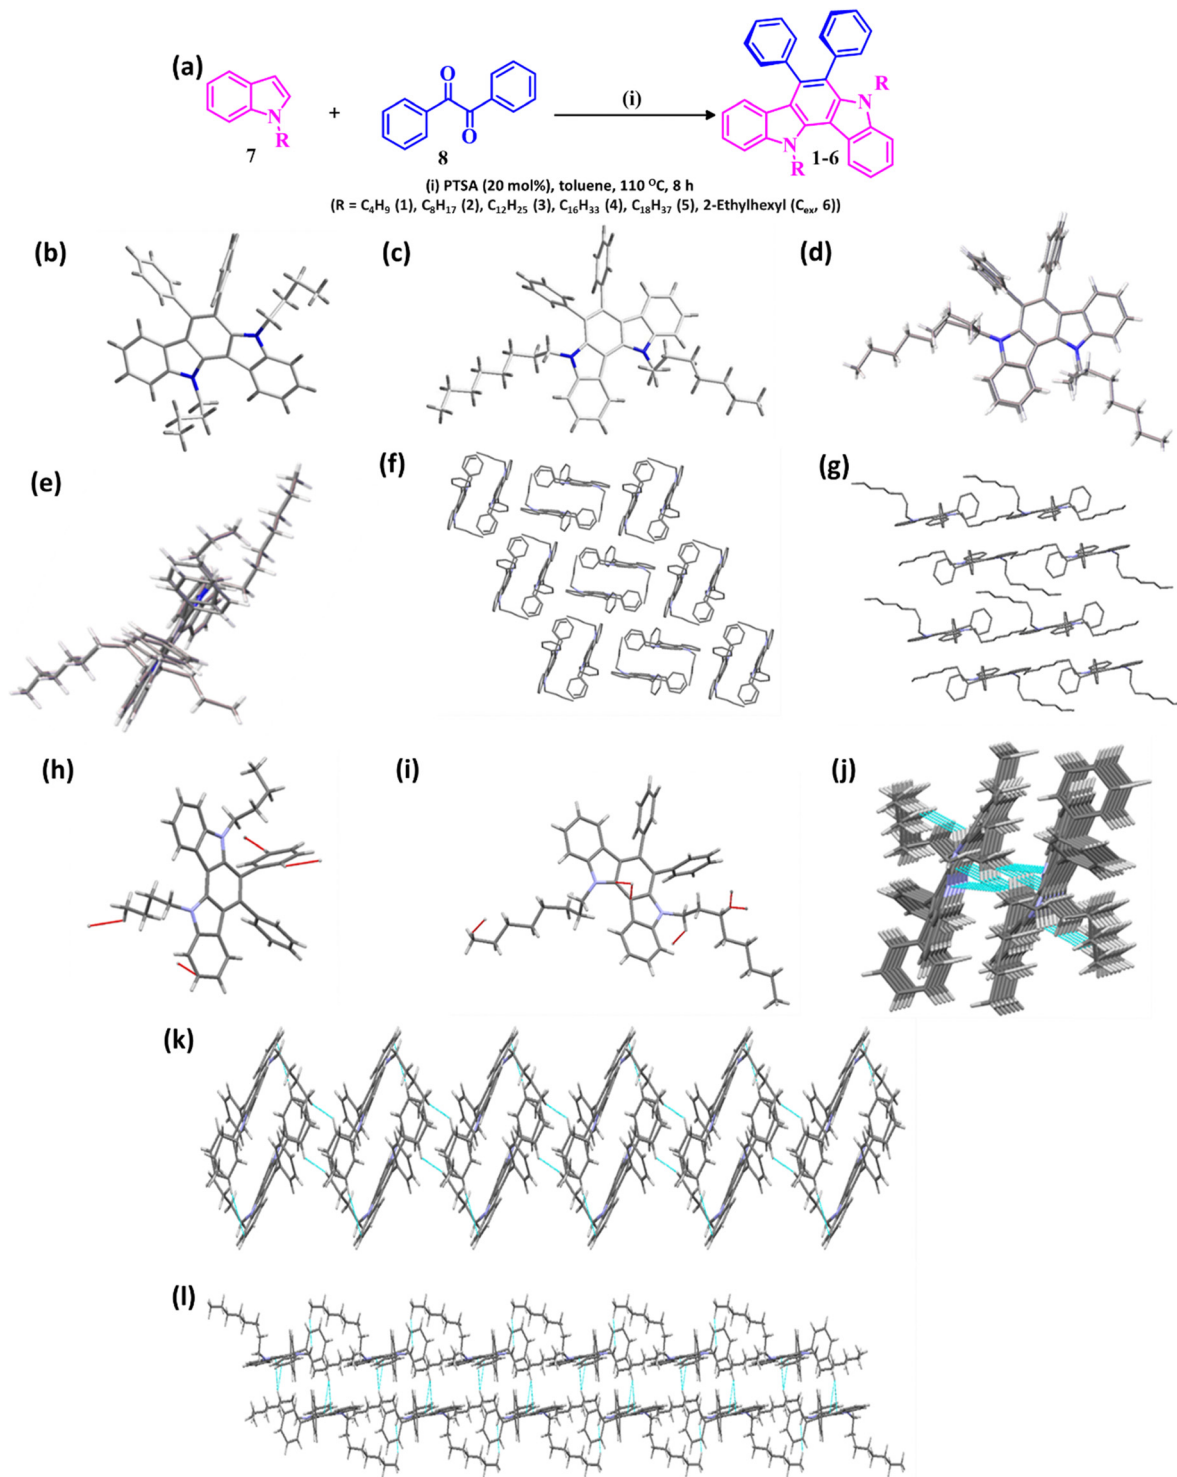 (a)
N
R
7
+
O
O
8
(i)
R
N
N
R
1-6
(i) PTSA (20 mol%), toluene, 110 ᴼC, 8 h
(R = C₄H₉ (1), C₈H₁₇ (2), C₁₂H₂₅ (3), C₁₆H₃₃ (4), C₁₈H₃₇ (5), 2-Ethylhexyl (Cₑₓ, 6))
(b)
(c)
(d)
(e)
(f)
(g)
(h)
(i)
(j)
(k)
(l)